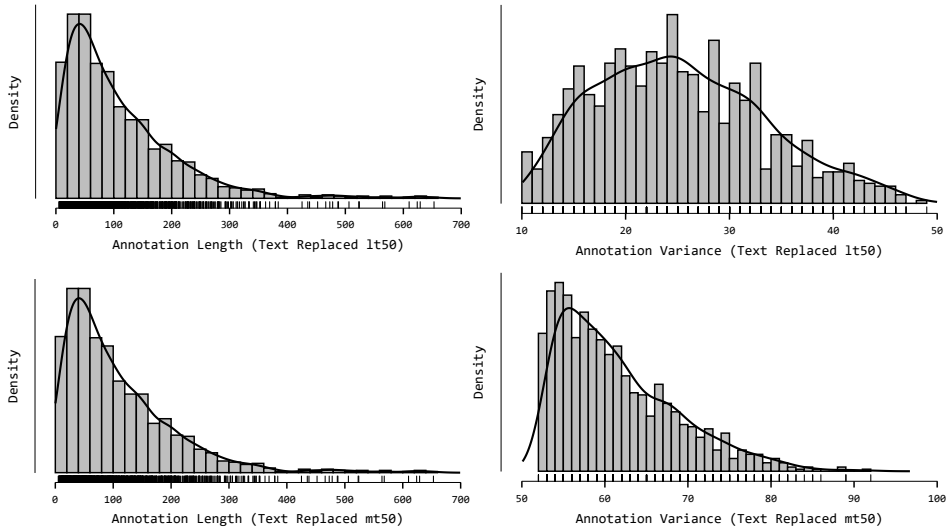 Density
0 100 200 300 400 500 600 700
Annotation Length (Text Replaced lt50)
Density
10 20 30 40 50
Annotation Variance (Text Replaced lt50)
Density
0 100 200 300 400 500 600 700
Annotation Length (Text Replaced mt50)
Density
50 60 70 80 90 100
Annotation Variance (Text Replaced mt50)